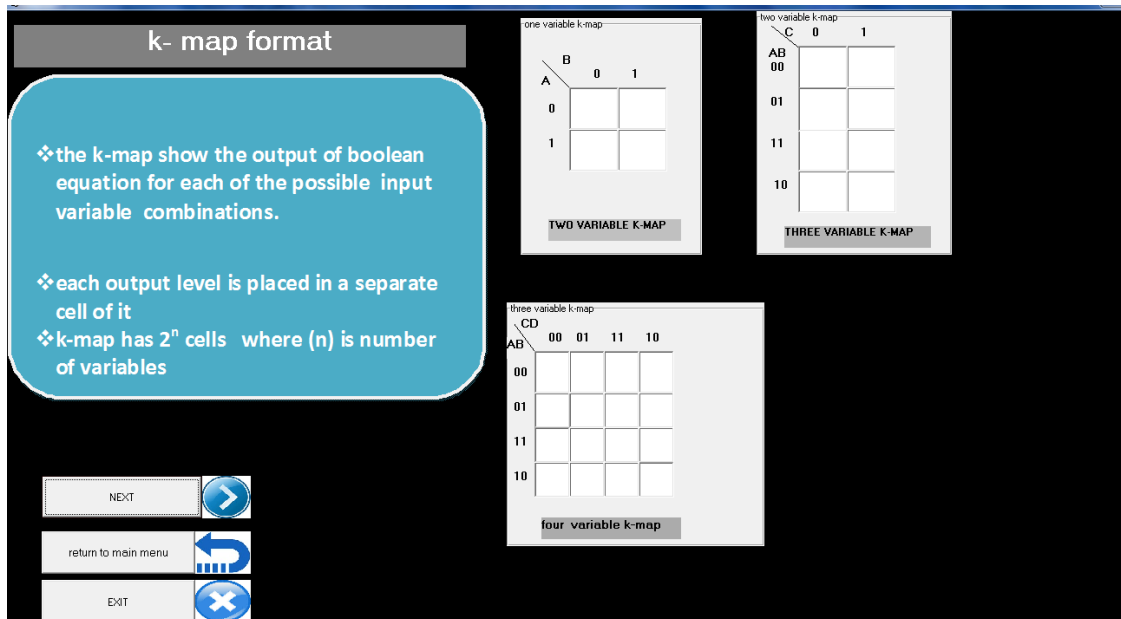 k- map format
❖the k-map show the output of boolean
equation for each of the possible input
variable combinations.
❖each output level is placed in a separate
cell of it
❖k-map has 2ⁿ cells where (n) is number
of variables
NEXT
return to main menu
EXIT
one variable k-map
B
A
0 1
0
1
TWO VARIABLE K-MAP
two variable k-map
C 0 1
AB
00
01
11
10
THREE VARIABLE K-MAP
three variable k-map
CD
AB
00 01 11 10
00
01
11
10
four variable k-map